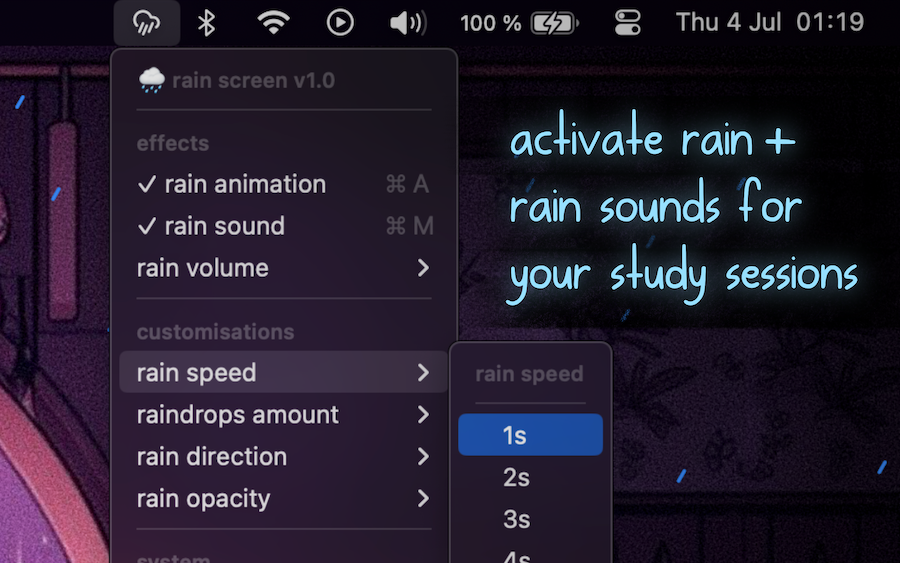 100 % Thu 4 Jul 01:19
rain screen v1.0
effects
✓ rain animation ⌘ A
✓ rain sound ⌘ M
rain volume
customisations
rain speed
raindrops amount
rain direction
rain opacity
system
rain speed
1s
2s
3s
4s
activate rain +
rain sounds for
your study sessions